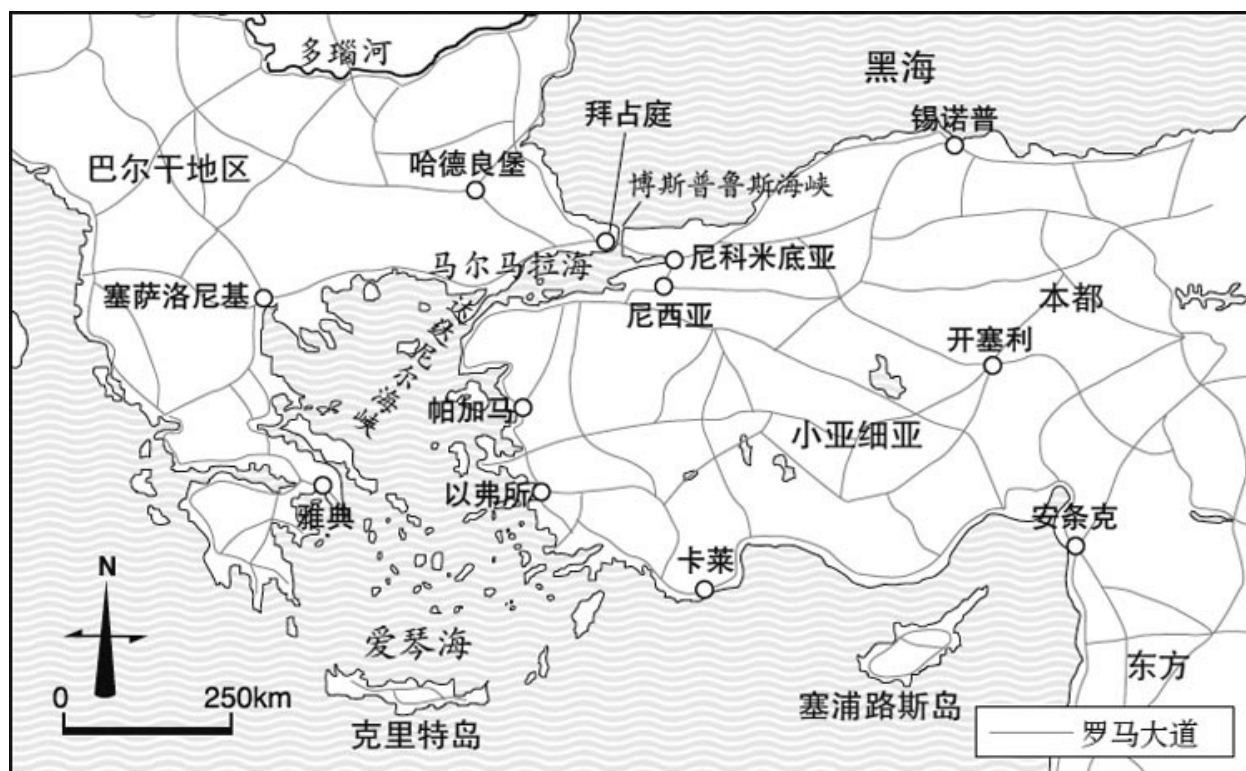 多瑙河
黑海
拜占庭
锡诺普
巴尔干地区
哈德良堡
博斯普鲁斯海峡
马尔马拉海
尼科米底亚
塞萨洛尼基
达达尼尔海峡
尼西亚
本都
开塞利
帕加马
小亚细亚
以弗所
雅典
安条克
卡莱
N
爱琴海
东方
0
250km
塞浦路斯岛
克里特岛
罗马大道